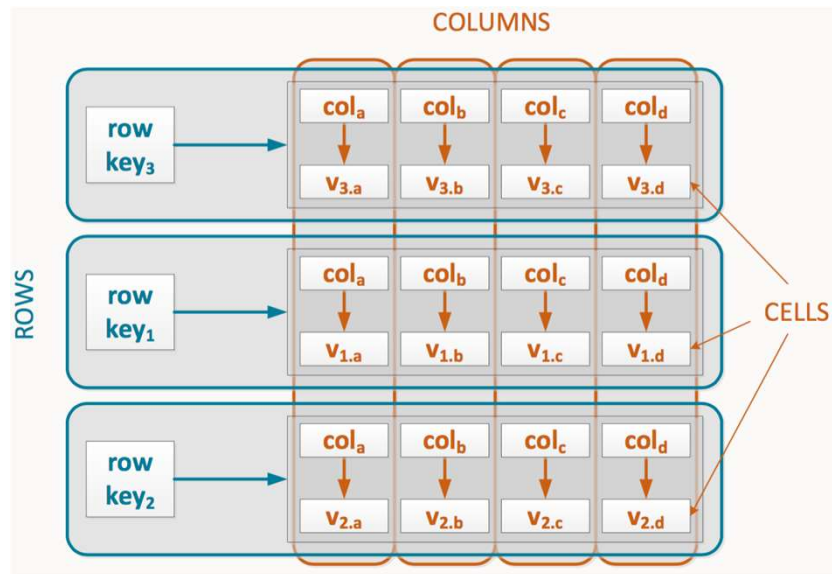 COLUMNS
colₐ col_b col_c col_d
row
key₃
v₃.ₐ v₃.b v₃.c v₃.d
ROWS
colₐ col_b col_c col_d
row
key₁
CELLS
v₁.ₐ v₁.b v₁.c v₁.d
colₐ col_b col_c col_d
row
key₂
v₂.ₐ v₂.b v₂.c v₂.d